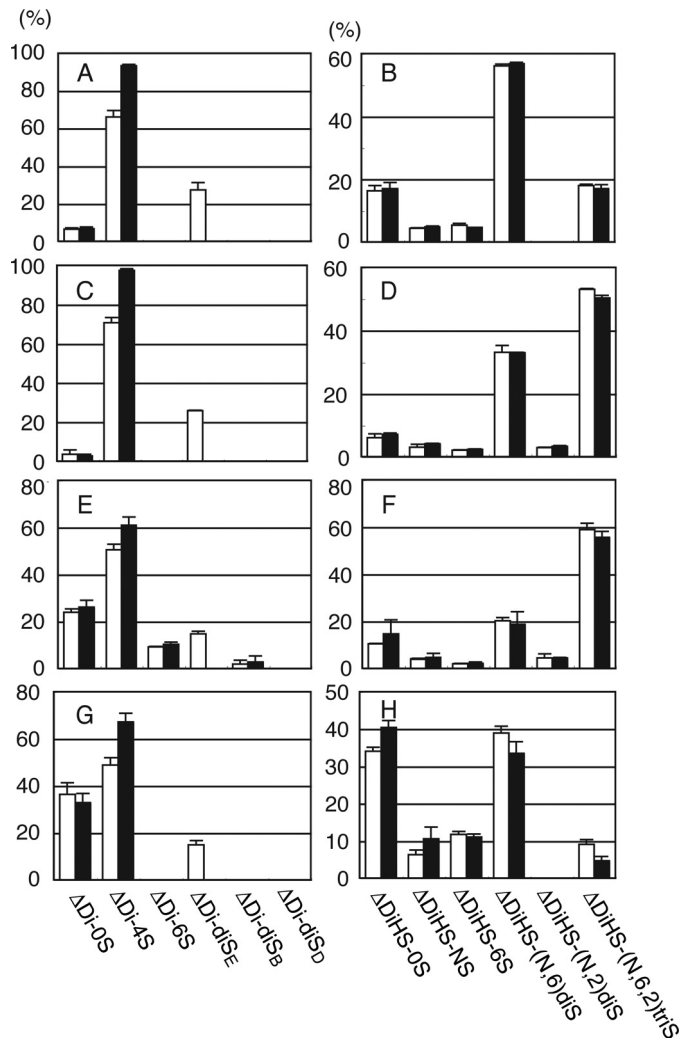 (%)
(%)
A
100
80
60
40
20
0
B
60
40
20
0
C
100
80
60
40
20
0
D
60
40
20
0
E
80
60
40
20
0
F
80
60
40
20
0
G
80
60
40
20
0
H
50
40
30
20
10
0
ΔDi-0S
ΔDi-4S
ΔDi-6S
ΔDi-diSE
ΔDi-diSB
ΔDi-diSD
ΔDiHS-0S
ΔDiHS-NS
ΔDiHS-6S
ΔDiHS-(N,6)diS
ΔDiHS-(N,2)diS
ΔDiHS-(N,6,2)triS